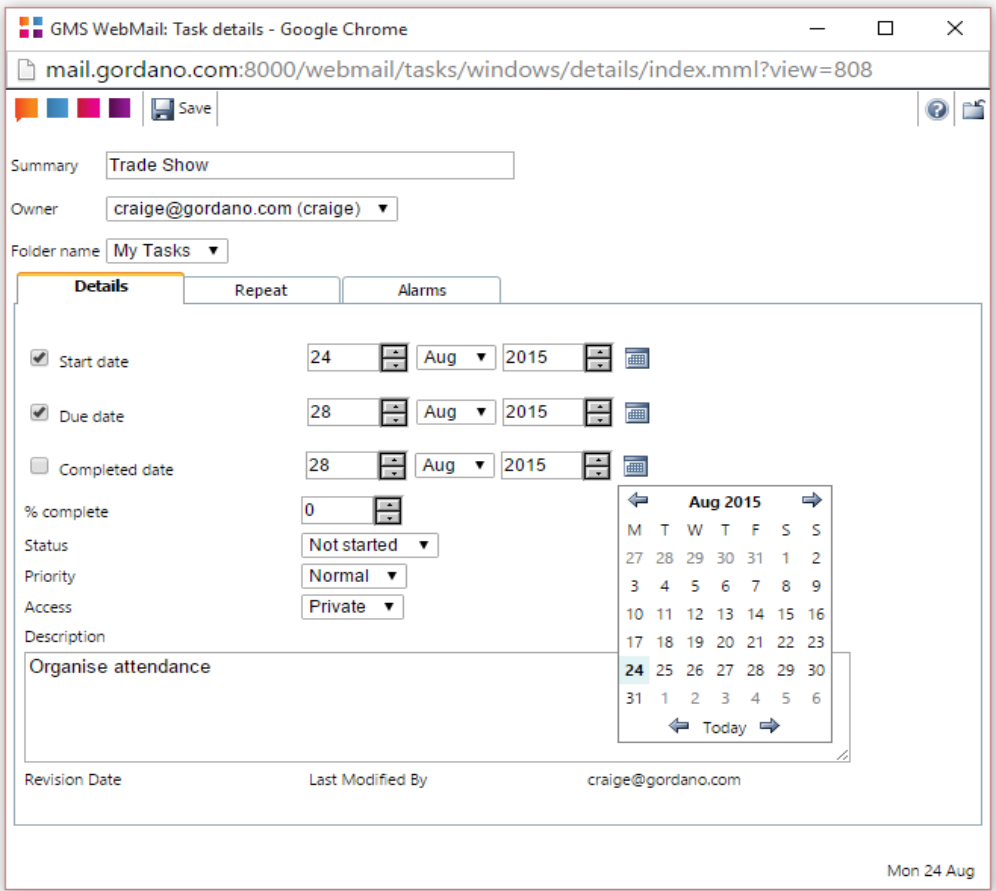 GMS WebMail: Task details - Google Chrome
mail.gordano.com:8000/webmail/tasks/windows/details/index.mml?view=808
Save
Summary Trade Show
Owner craige@gordano.com (craige)
Folder name My Tasks
Details Repeat Alarms
Start date 24 Aug 2015
Due date 28 Aug 2015
Completed date 28 Aug 2015
% complete 0
Status Not started
Priority Normal
Access Private
Description
Organise attendance
Aug 2015
M T W T F S S
27 28 29 30 31 1 2
3 4 5 6 7 8 9
10 11 12 13 14 15 16
17 18 19 20 21 22 23
24 25 26 27 28 29 30
31 1 2 3 4 5 6
Today
Revision Date Last Modified By craige@gordano.com
Mon 24 Aug